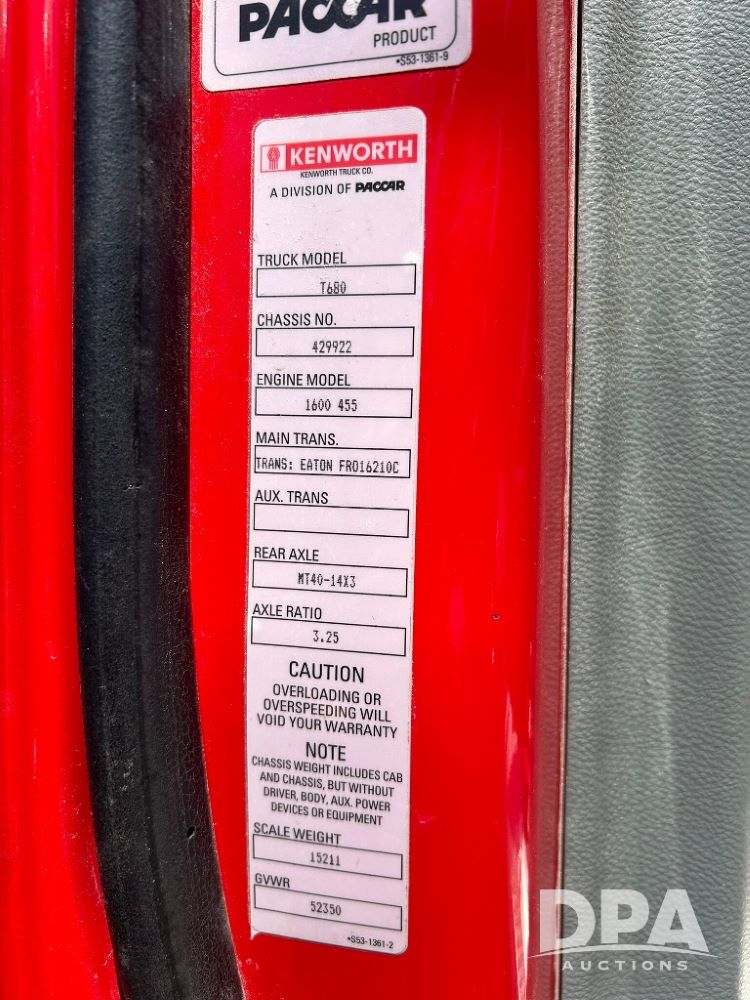 PACCAR
PRODUCT
•S53-1361-9
KENWORTH
KENWORTH TRUCK CO.
A DIVISION OF PACCAR
TRUCK MODEL
T680
CHASSIS NO.
429922
ENGINE MODEL
1600 455
MAIN TRANS.
TRANS: EATON FRO16210C
AUX. TRANS
REAR AXLE
MT40-14X3
AXLE RATIO
3.25
CAUTION
OVERLOADING OR
OVERSPEEDING WILL
VOID YOUR WARRANTY
NOTE
CHASSIS WEIGHT INCLUDES CAB
AND CHASSIS, BUT WITHOUT
DRIVER, BODY, AUX. POWER
DEVICES OR EQUIPMENT
SCALE WEIGHT
15211
GVWR
52350
•S53-1361-2
DPA
AUCTIONS